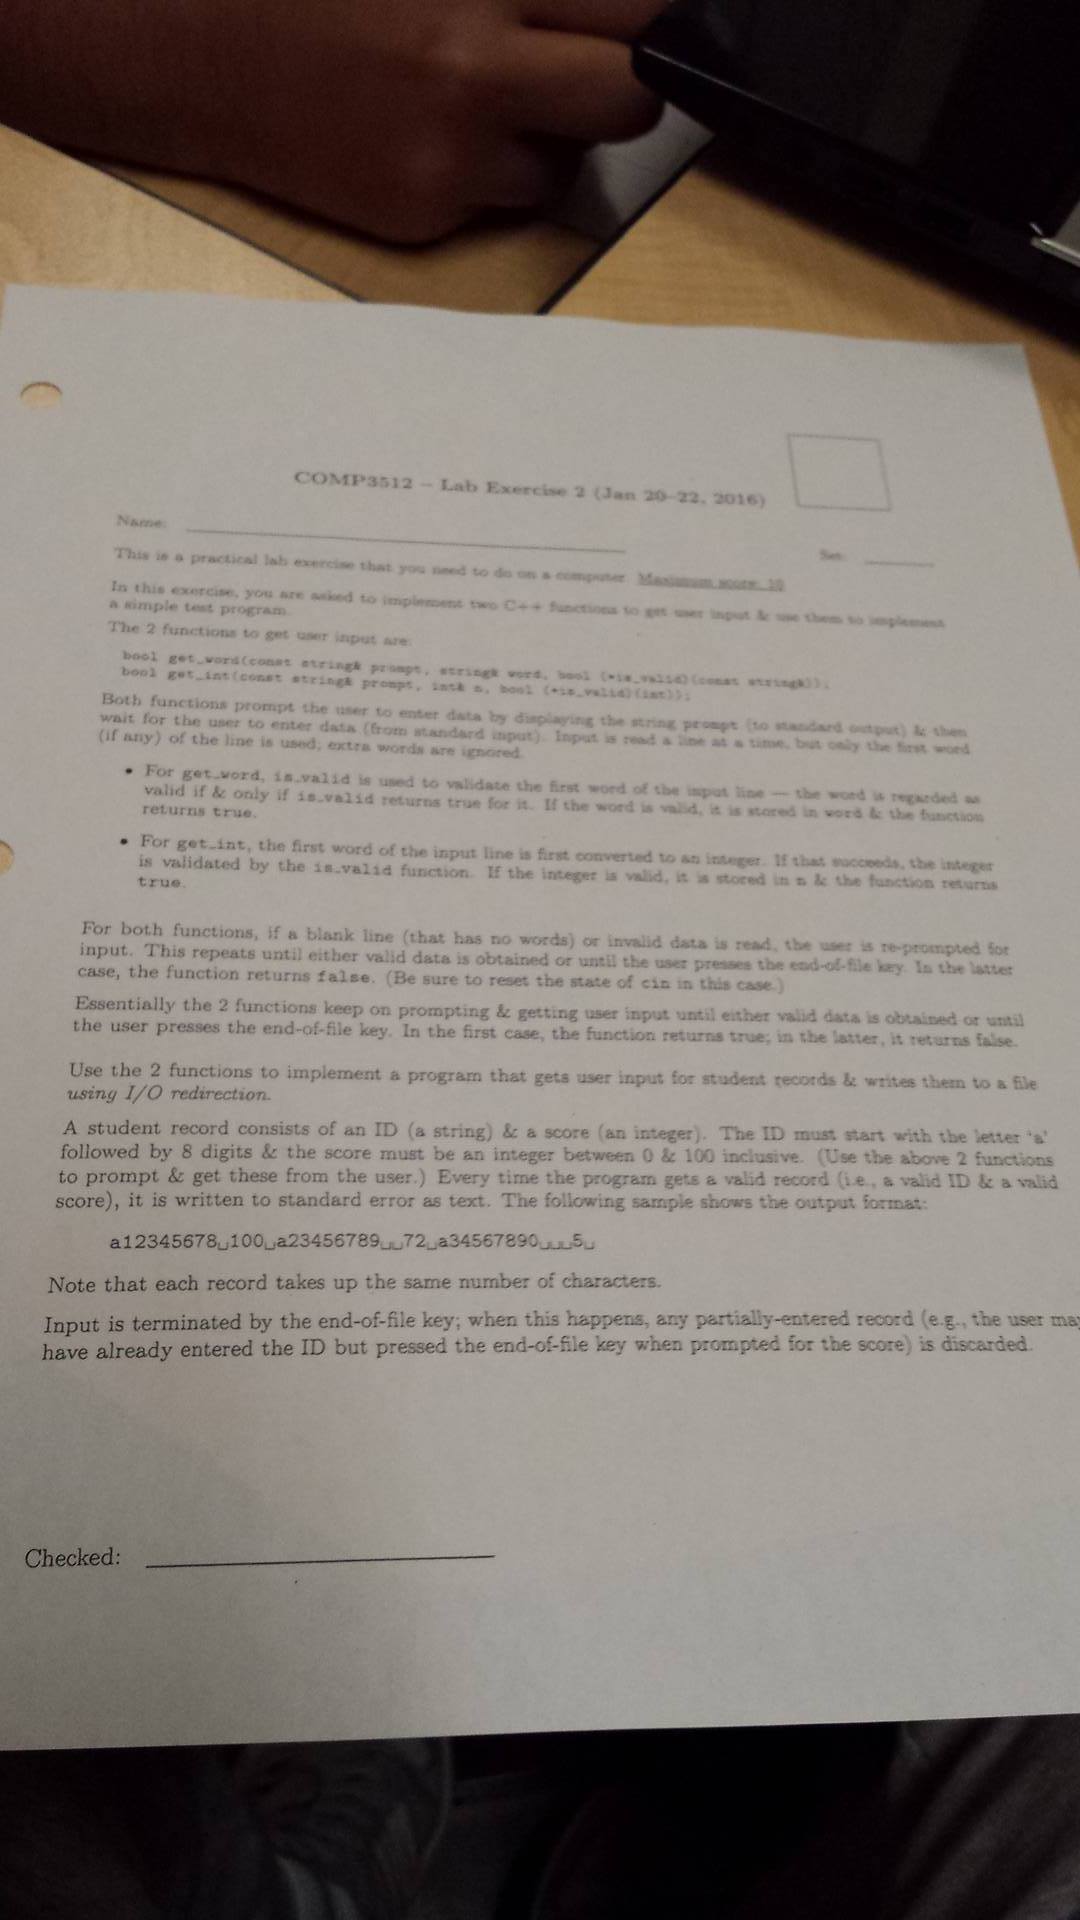 COMP3512 – Lab Exercise 2 (Jan 20–22, 2016)
Name:
Set:
This is a practical lab exercise that you need to do on a computer. Maximum score: 10
In this exercise, you are asked to implement two C++ functions to get user input & use them to implement
a simple test program.
The 2 functions to get user input are:
bool get_word(const string& prompt, string& word, bool (*is_valid)(const string&));
bool get_int(const string& prompt, int& n, bool (*is_valid)(int));
Both functions prompt the user to enter data by displaying the string prompt (to standard output) & then
wait for the user to enter data (from standard input). Input is read a line at a time, but only the first word
(if any) of the line is used; extra words are ignored.
• For get_word, is_valid is used to validate the first word of the input line — the word is regarded as
valid if & only if is_valid returns true for it. If the word is valid, it is stored in word & the function
returns true.
• For get_int, the first word of the input line is first converted to an integer. If that succeeds, the integer
is validated by the is_valid function. If the integer is valid, it is stored in n & the function returns
true.
For both functions, if a blank line (that has no words) or invalid data is read, the user is re-prompted for
input. This repeats until either valid data is obtained or until the user presses the end-of-file key. In the latter
case, the function returns false. (Be sure to reset the state of cin in this case.)
Essentially the 2 functions keep on prompting & getting user input until either valid data is obtained or until
the user presses the end-of-file key. In the first case, the function returns true; in the latter, it returns false.
Use the 2 functions to implement a program that gets user input for student records & writes them to a file
using I/O redirection.
A student record consists of an ID (a string) & a score (an integer). The ID must start with the letter ‘a’
followed by 8 digits & the score must be an integer between 0 & 100 inclusive. (Use the above 2 functions
to prompt & get these from the user.) Every time the program gets a valid record (i.e., a valid ID & a valid
score), it is written to standard error as text. The following sample shows the output format:
a12345678␣100␣a23456789␣␣72␣a34567890␣␣␣5␣
Note that each record takes up the same number of characters.
Input is terminated by the end-of-file key; when this happens, any partially-entered record (e.g., the user may
have already entered the ID but pressed the end-of-file key when prompted for the score) is discarded.
Checked: